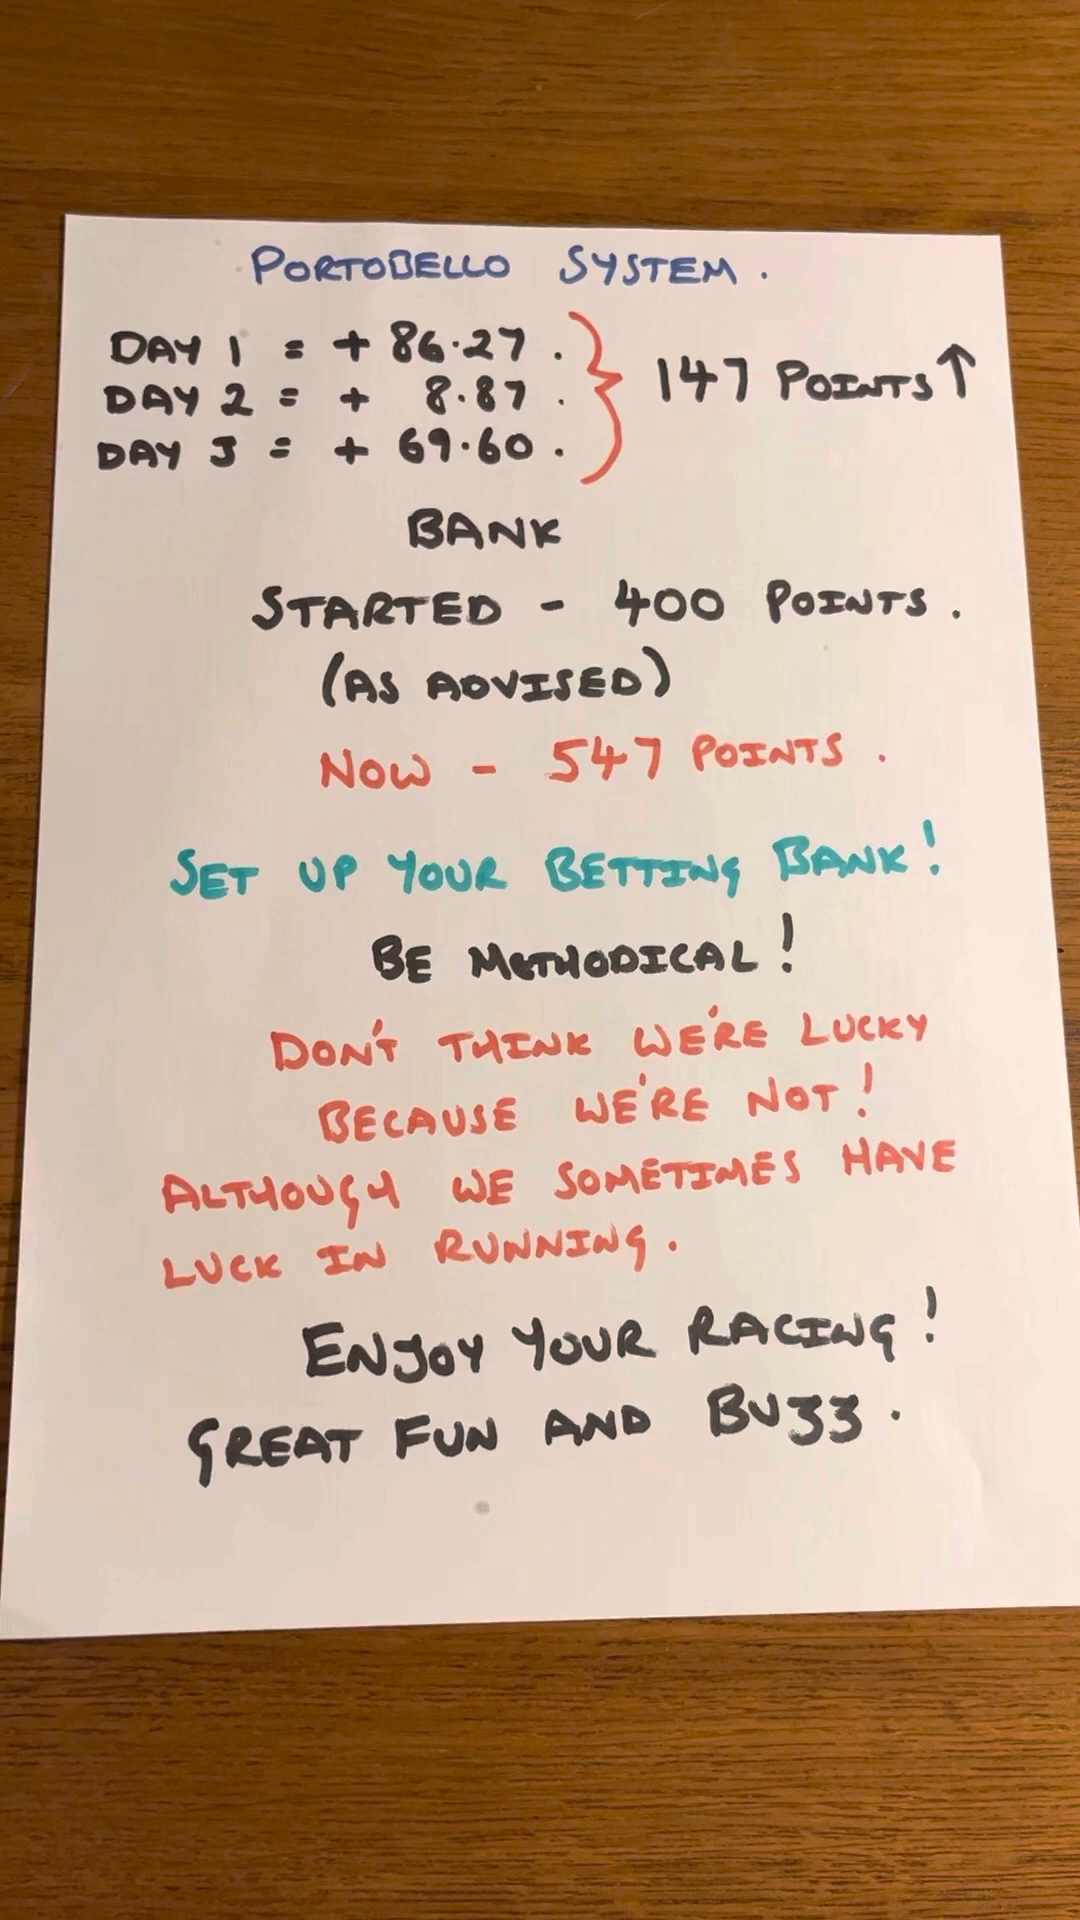 PORTOBELLO SYSTEM.
DAY 1 = + 86.27.
DAY 2 = + 8.87.
DAY 3 = + 69.60.
147 POINTS↑
BANK
STARTED - 400 POINTS.
(AS ADVISED)
NOW - 547 POINTS.
SET UP YOUR BETTING BANK!
BE METHODICAL!
DON'T THINK WE'RE LUCKY
BECAUSE WE'RE NOT!
ALTHOUGH WE SOMETIMES HAVE
LUCK IN RUNNING.
ENJOY YOUR RACING!
GREAT FUN AND BUZZ.